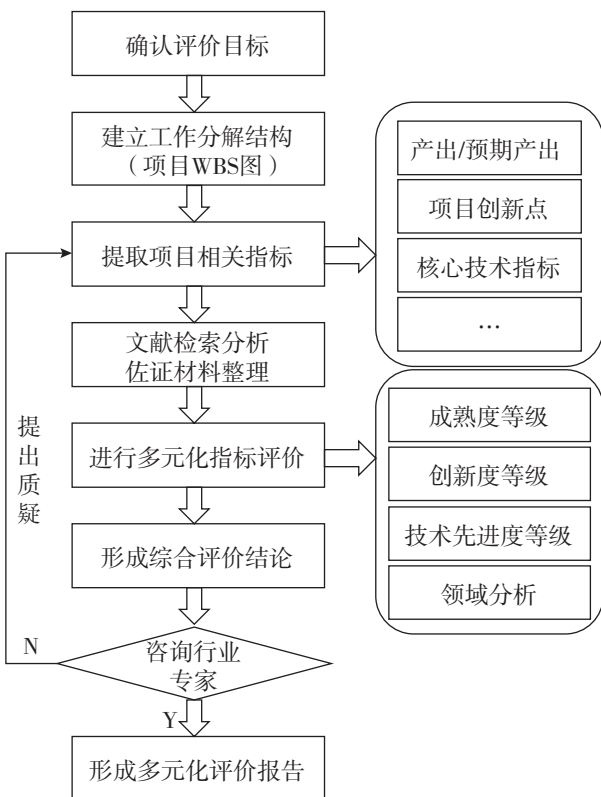 确认评价目标
建立工作分解结构
（项目WBS图）
提取项目相关指标
产出/预期产出
项目创新点
核心技术指标
…
文献检索分析
佐证材料整理
进行多元化指标评价
成熟度等级
创新度等级
技术先进度等级
领域分析
形成综合评价结论
提出质疑
N
咨询行业
专家
Y
形成多元化评价报告